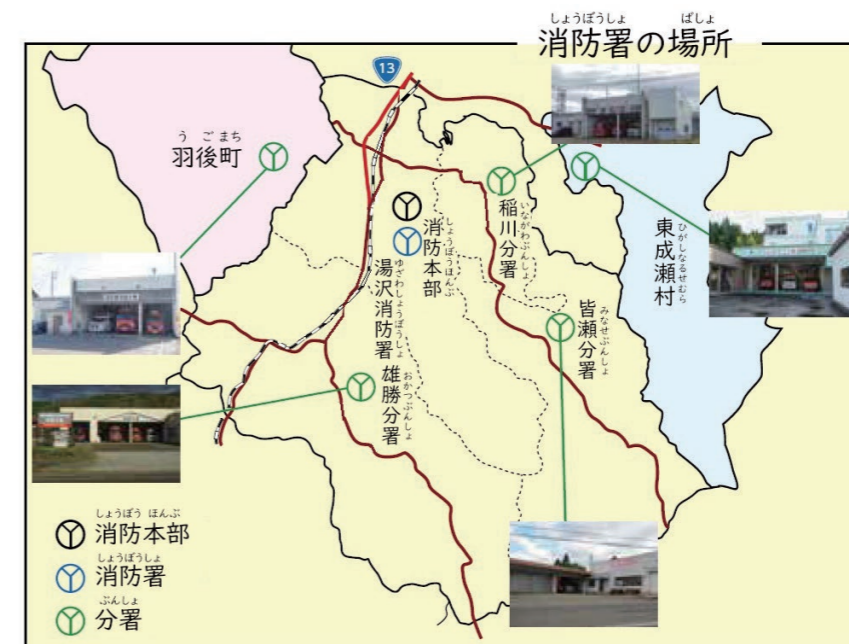 しょうぼうしょ ばしょ
消防署の場所
13
うごまち
羽後町
いながわぶんしょ
稲川分署
ひがしなるせむら
東成瀬村
しょうぼうほんぶ
消防本部
ゆざわしょうぼうしょ
湯沢消防署
みなせぶんしょ
皆瀬分署
おかつぶんしょ
雄勝分署
しょうぼう ほんぶ
消防本部
しょうぼうしょ
消防署
ぶんしょ
分署